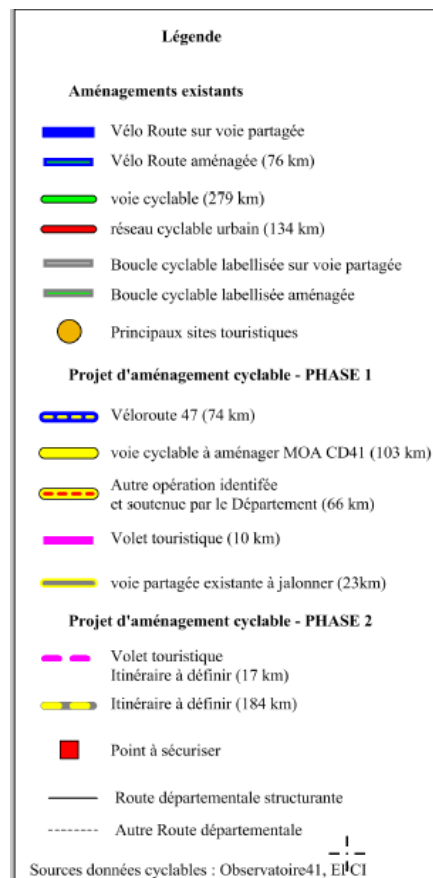 Légende
Aménagements existants
Vélo Route sur voie partagée
Vélo Route aménagée (76 km)
voie cyclable (279 km)
réseau cyclable urbain (134 km)
Boucle cyclable labellisée sur voie partagée
Boucle cyclable labellisée aménagée
Principaux sites touristiques
Projet d'aménagement cyclable - PHASE 1
Véloroute 47 (74 km)
voie cyclable à aménager MOA CD41 (103 km)
Autre opération identifée
et soutenue par le Département (66 km)
Volet touristique (10 km)
voie partagée existante à jalonner (23km)
Projet d'aménagement cyclable - PHASE 2
Volet touristique
Itinéraire à définir (17 km)
Itinéraire à définir (184 km)
Point à sécuriser
Route départementale structurante
Autre Route départementale
Sources données cyclables : Observatoire41, EPCI